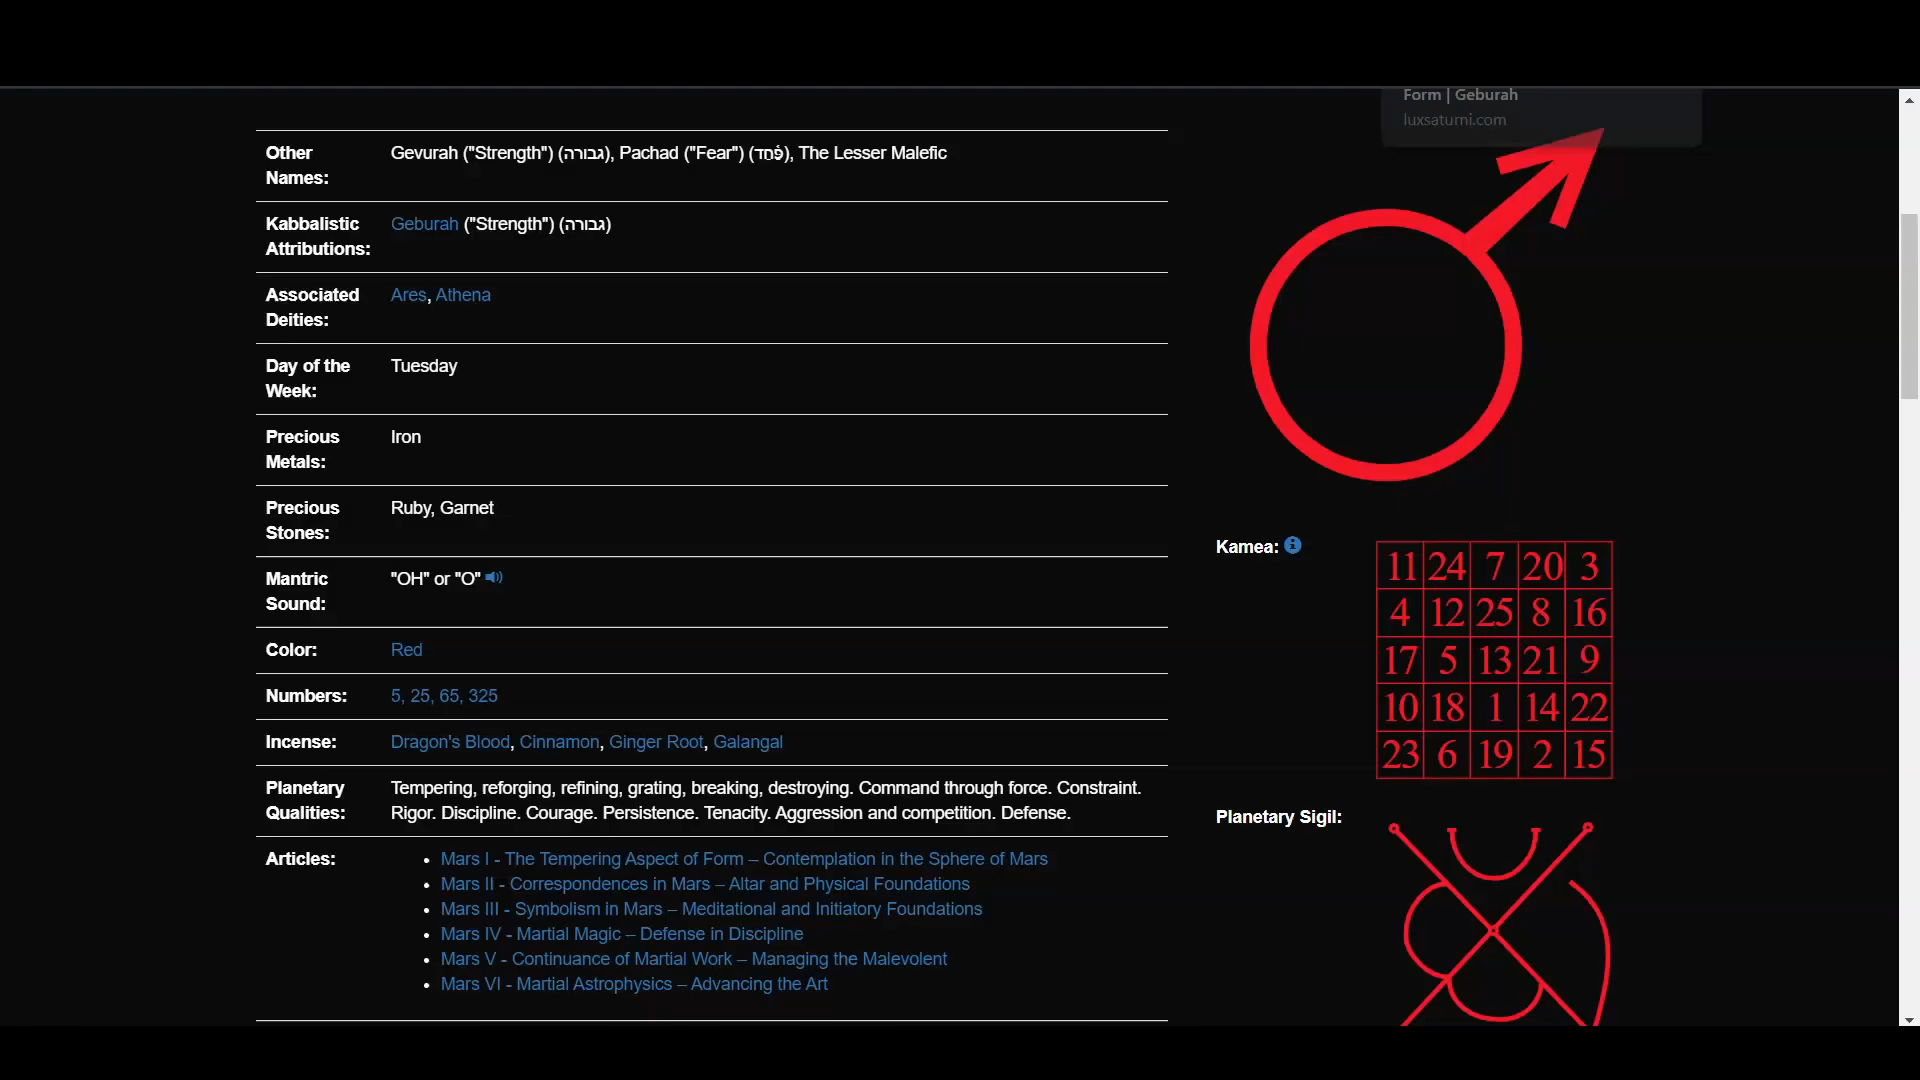 Form | Geburah
luxsaturni.com
Other Names: Gevurah ("Strength") (גבורה), Pachad ("Fear") (פַּחַד), The Lesser Malefic
Kabbalistic Attributions: Geburah ("Strength") (גבורה)
Associated Deities: Ares, Athena
Day of the Week: Tuesday
Precious Metals: Iron
Precious Stones: Ruby, Garnet
Mantric Sound: "OH" or "O"
Color: Red
Numbers: 5, 25, 65, 325
Incense: Dragon's Blood, Cinnamon, Ginger Root, Galangal
Planetary Qualities: Tempering, reforging, refining, grating, breaking, destroying. Command through force. Constraint.
Rigor. Discipline. Courage. Persistence. Tenacity. Aggression and competition. Defense.
Articles:
• Mars I - The Tempering Aspect of Form – Contemplation in the Sphere of Mars
• Mars II - Correspondences in Mars – Altar and Physical Foundations
• Mars III - Symbolism in Mars – Meditational and Initiatory Foundations
• Mars IV - Martial Magic – Defense in Discipline
• Mars V - Continuance of Martial Work – Managing the Malevolent
• Mars VI - Martial Astrophysics – Advancing the Art
Kamea:
11 24 7 20 3
4 12 25 8 16
17 5 13 21 9
10 18 1 14 22
23 6 19 2 15
Planetary Sigil: